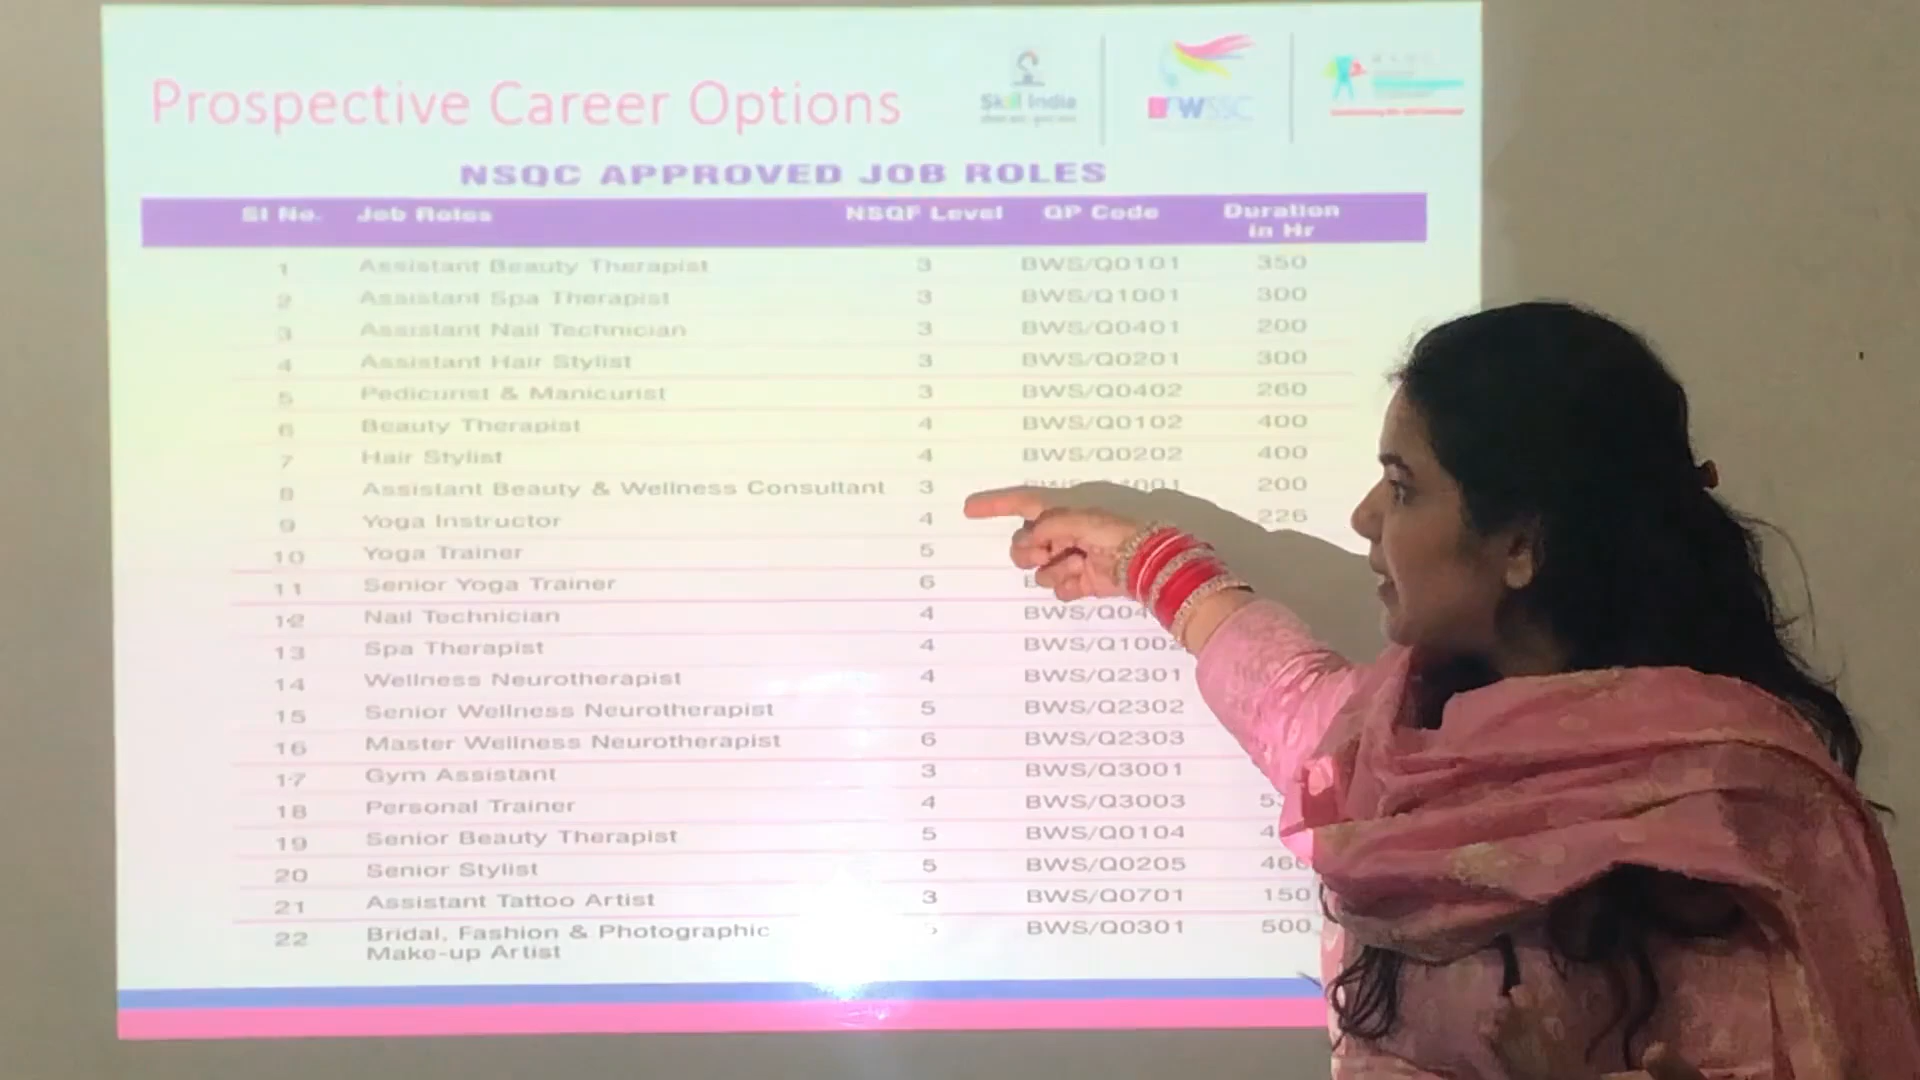 Prospective Career Options
Skill India
B WSSC
NSQC APPROVED JOB ROLES
Sl No. Job Roles NSQF Level QP Code Duration in Hr
1 Assistant Beauty Therapist 3 BWS/Q0101 350
2 Assistant Spa Therapist 3 BWS/Q1001 300
3 Assistant Nail Technician 3 BWS/Q0401 200
4 Assistant Hair Stylist 3 BWS/Q0201 300
5 Pedicurist & Manicurist 3 BWS/Q0402 260
6 Beauty Therapist 4 BWS/Q0102 400
7 Hair Stylist 4 BWS/Q0202 400
8 Assistant Beauty & Wellness Consultant 3 200
9 Yoga Instructor 4 226
10 Yoga Trainer 5
11 Senior Yoga Trainer 6
12 Nail Technician 4 BWS/Q04
13 Spa Therapist 4 BWS/Q1002
14 Wellness Neurotherapist 4 BWS/Q2301
15 Senior Wellness Neurotherapist 5 BWS/Q2302
16 Master Wellness Neurotherapist 6 BWS/Q2303
17 Gym Assistant 3 BWS/Q3001
18 Personal Trainer 4 BWS/Q3003
19 Senior Beauty Therapist 5 BWS/Q0104
20 Senior Stylist 5 BWS/Q0205 460
21 Assistant Tattoo Artist 3 BWS/Q0701 150
22 Bridal, Fashion & Photographic BWS/Q0301 500
Make-up Artist